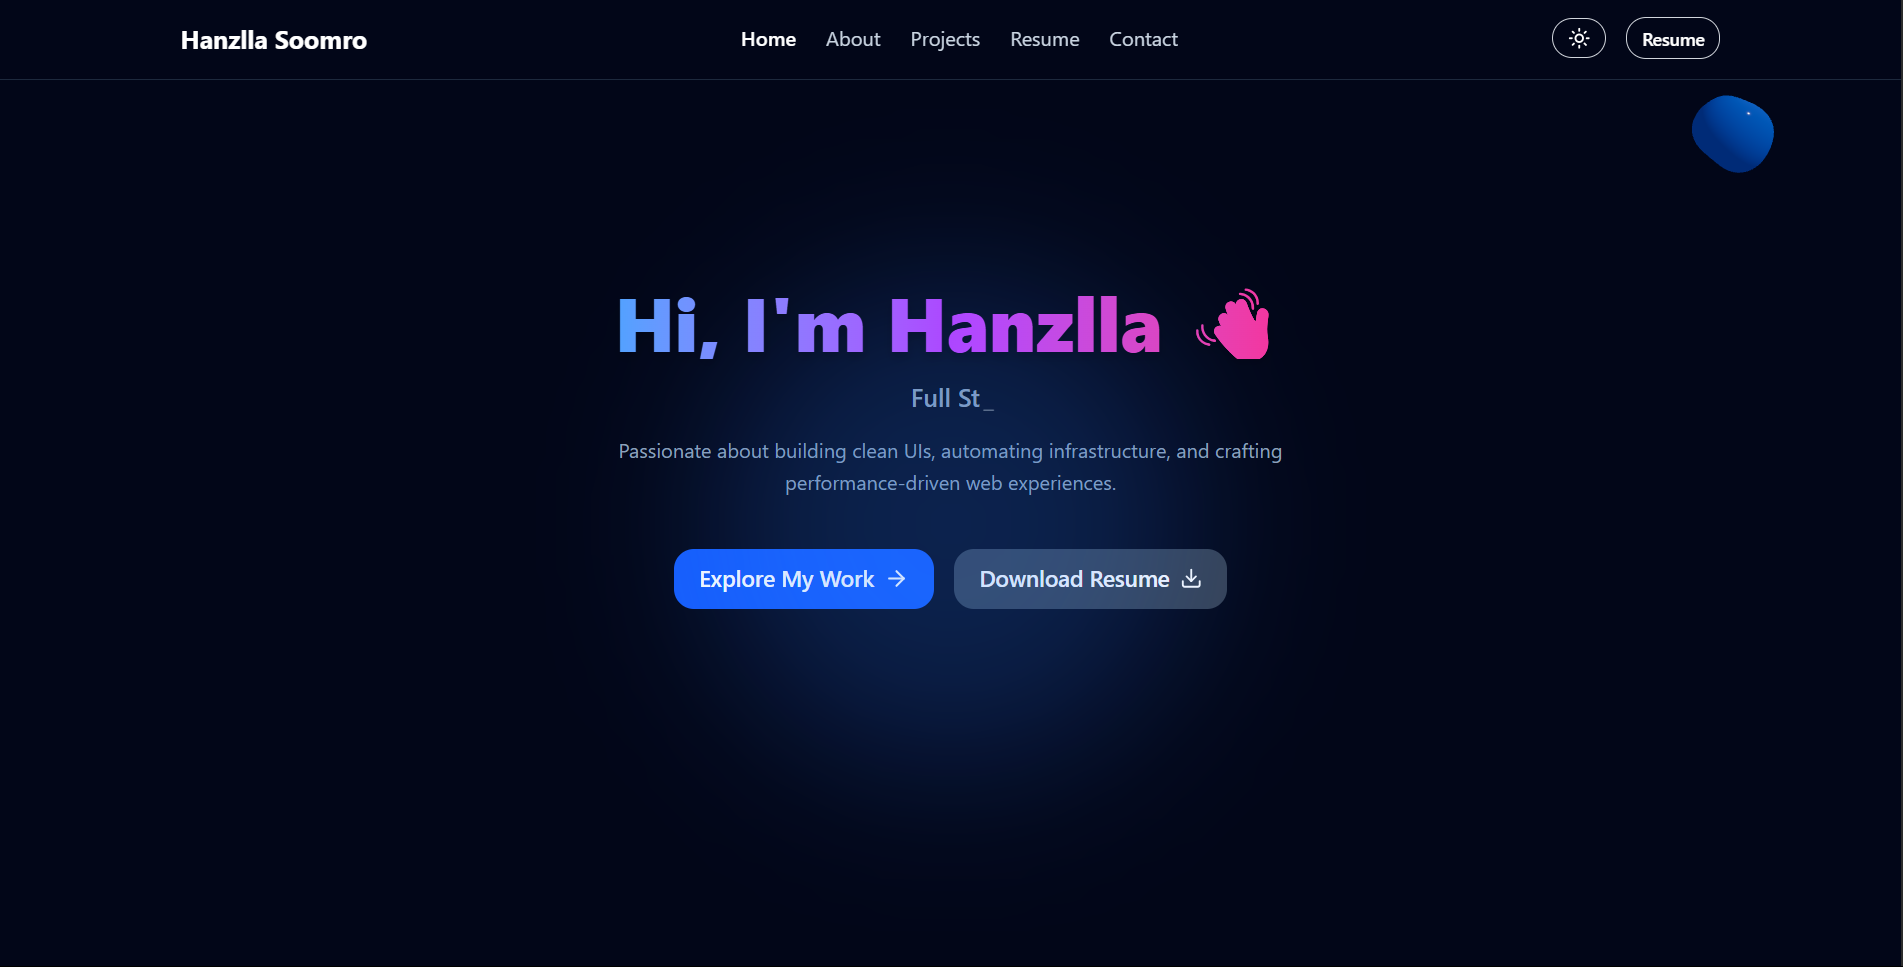 Hanzlla Soomro
Home About Projects Resume Contact
Resume
Hi, I'm Hanzlla 👋
Full St_
Passionate about building clean UIs, automating infrastructure, and crafting
performance-driven web experiences.
Explore My Work →
Download Resume